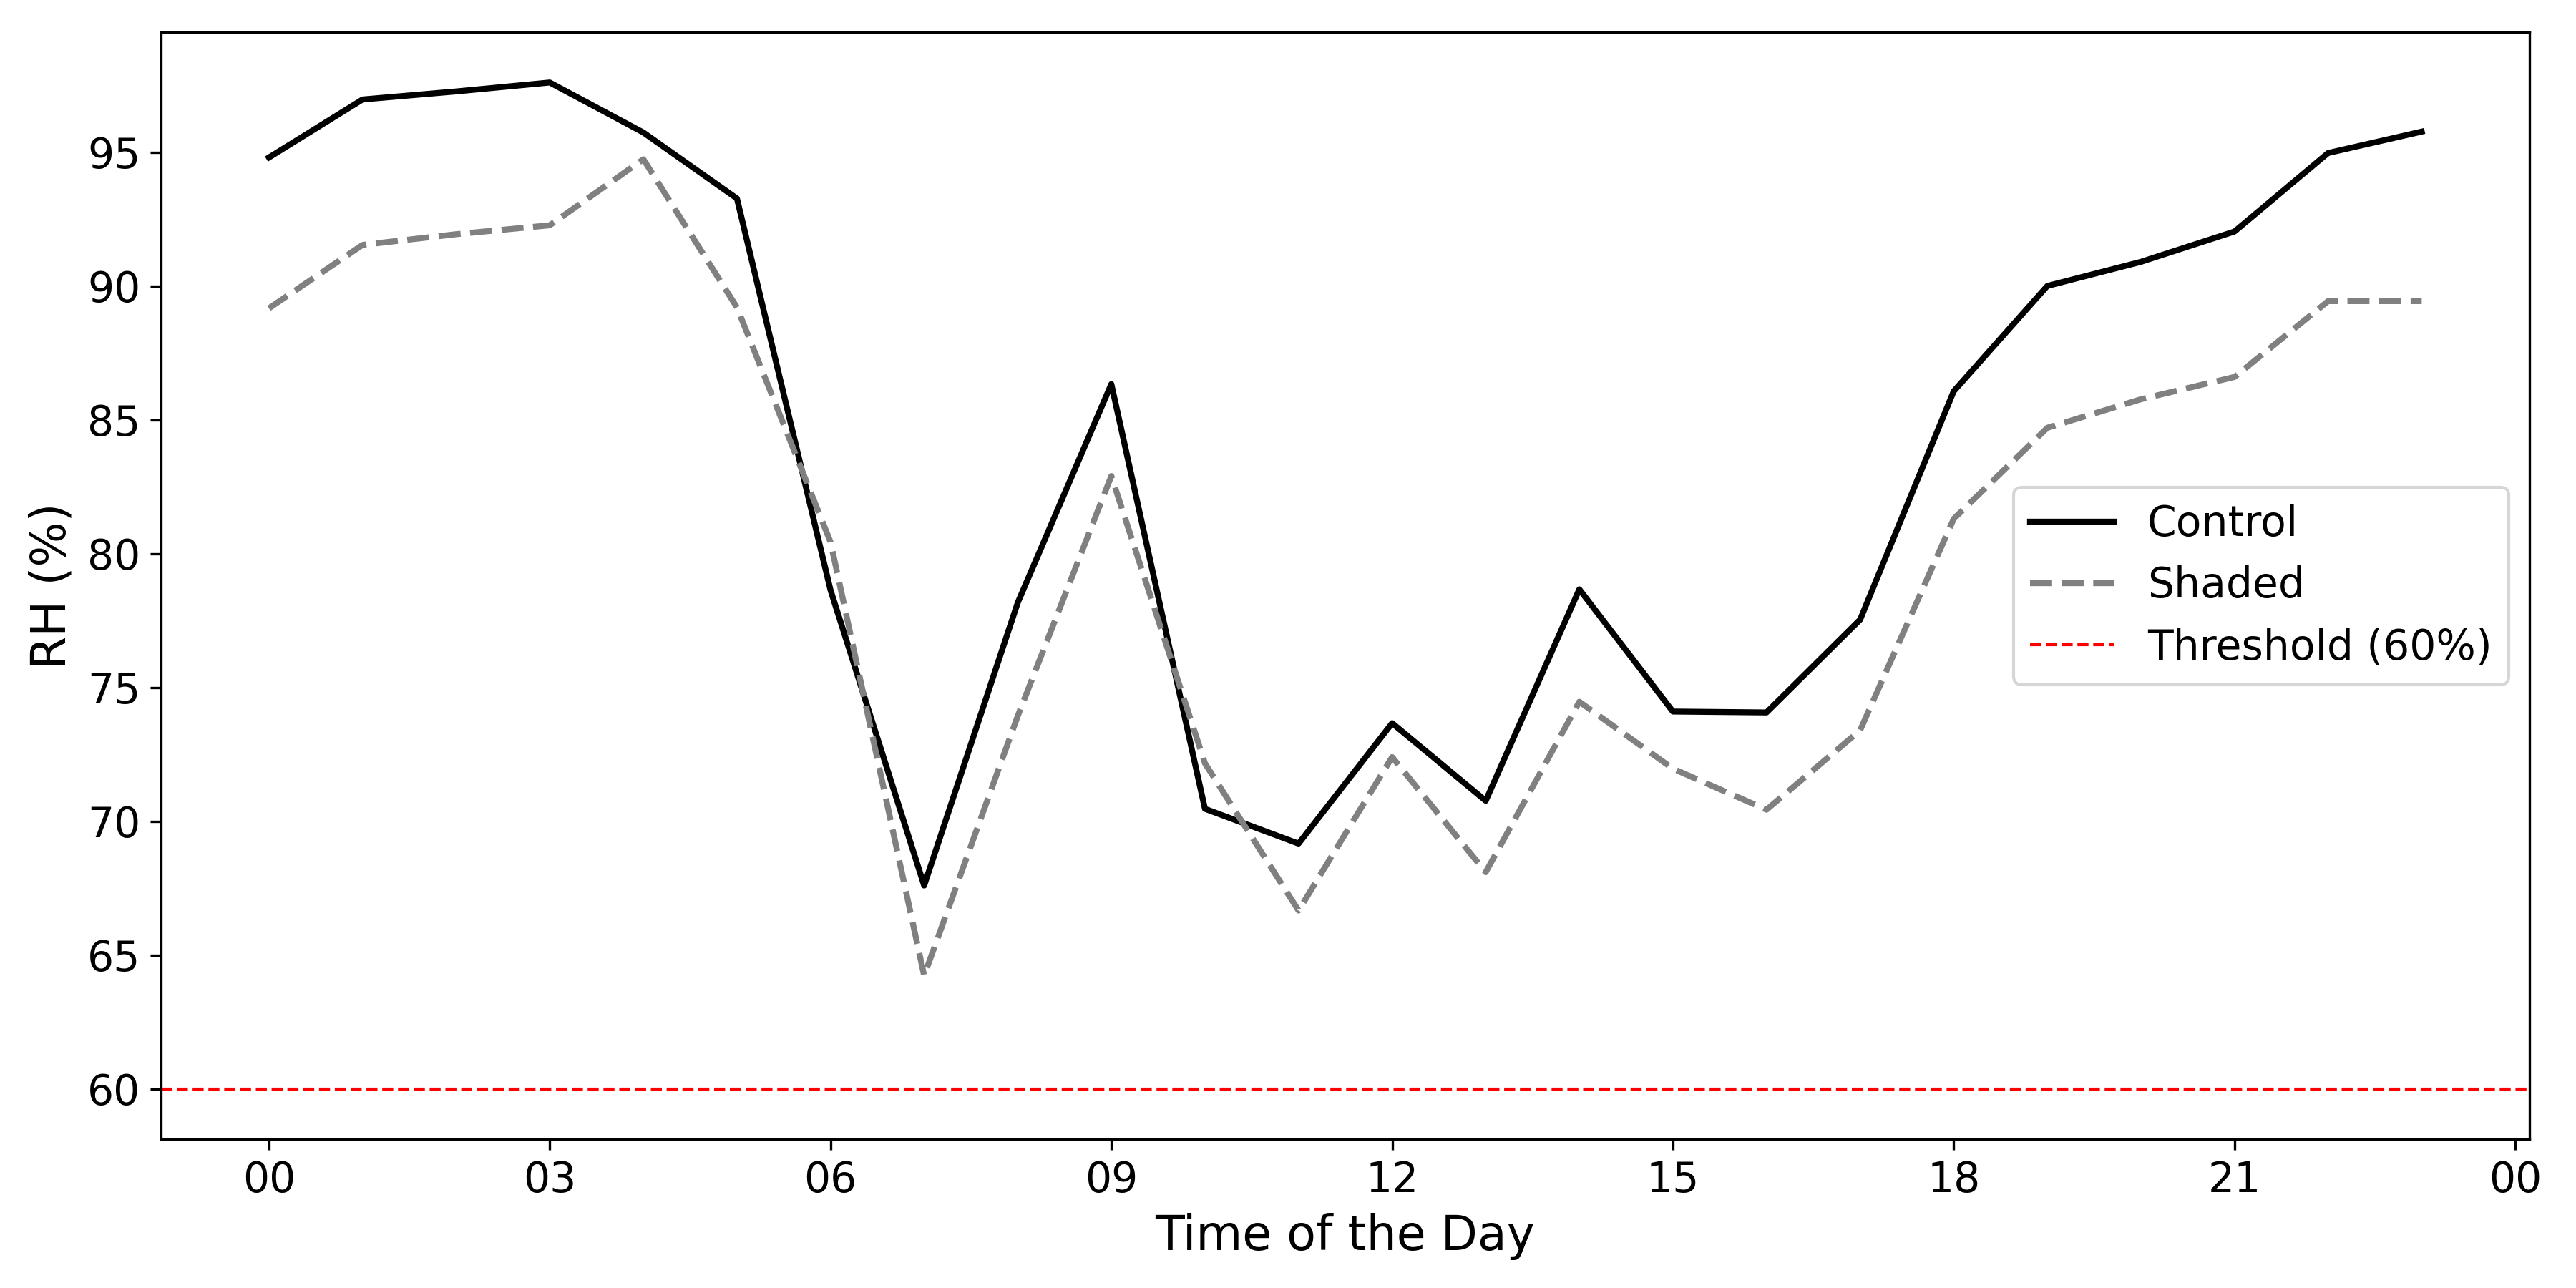 95
90
85
80
75
70
65
60
RH (%)
Control
Shaded
Threshold (60%)
00 03 06 09 12 15 18 21 00
Time of the Day